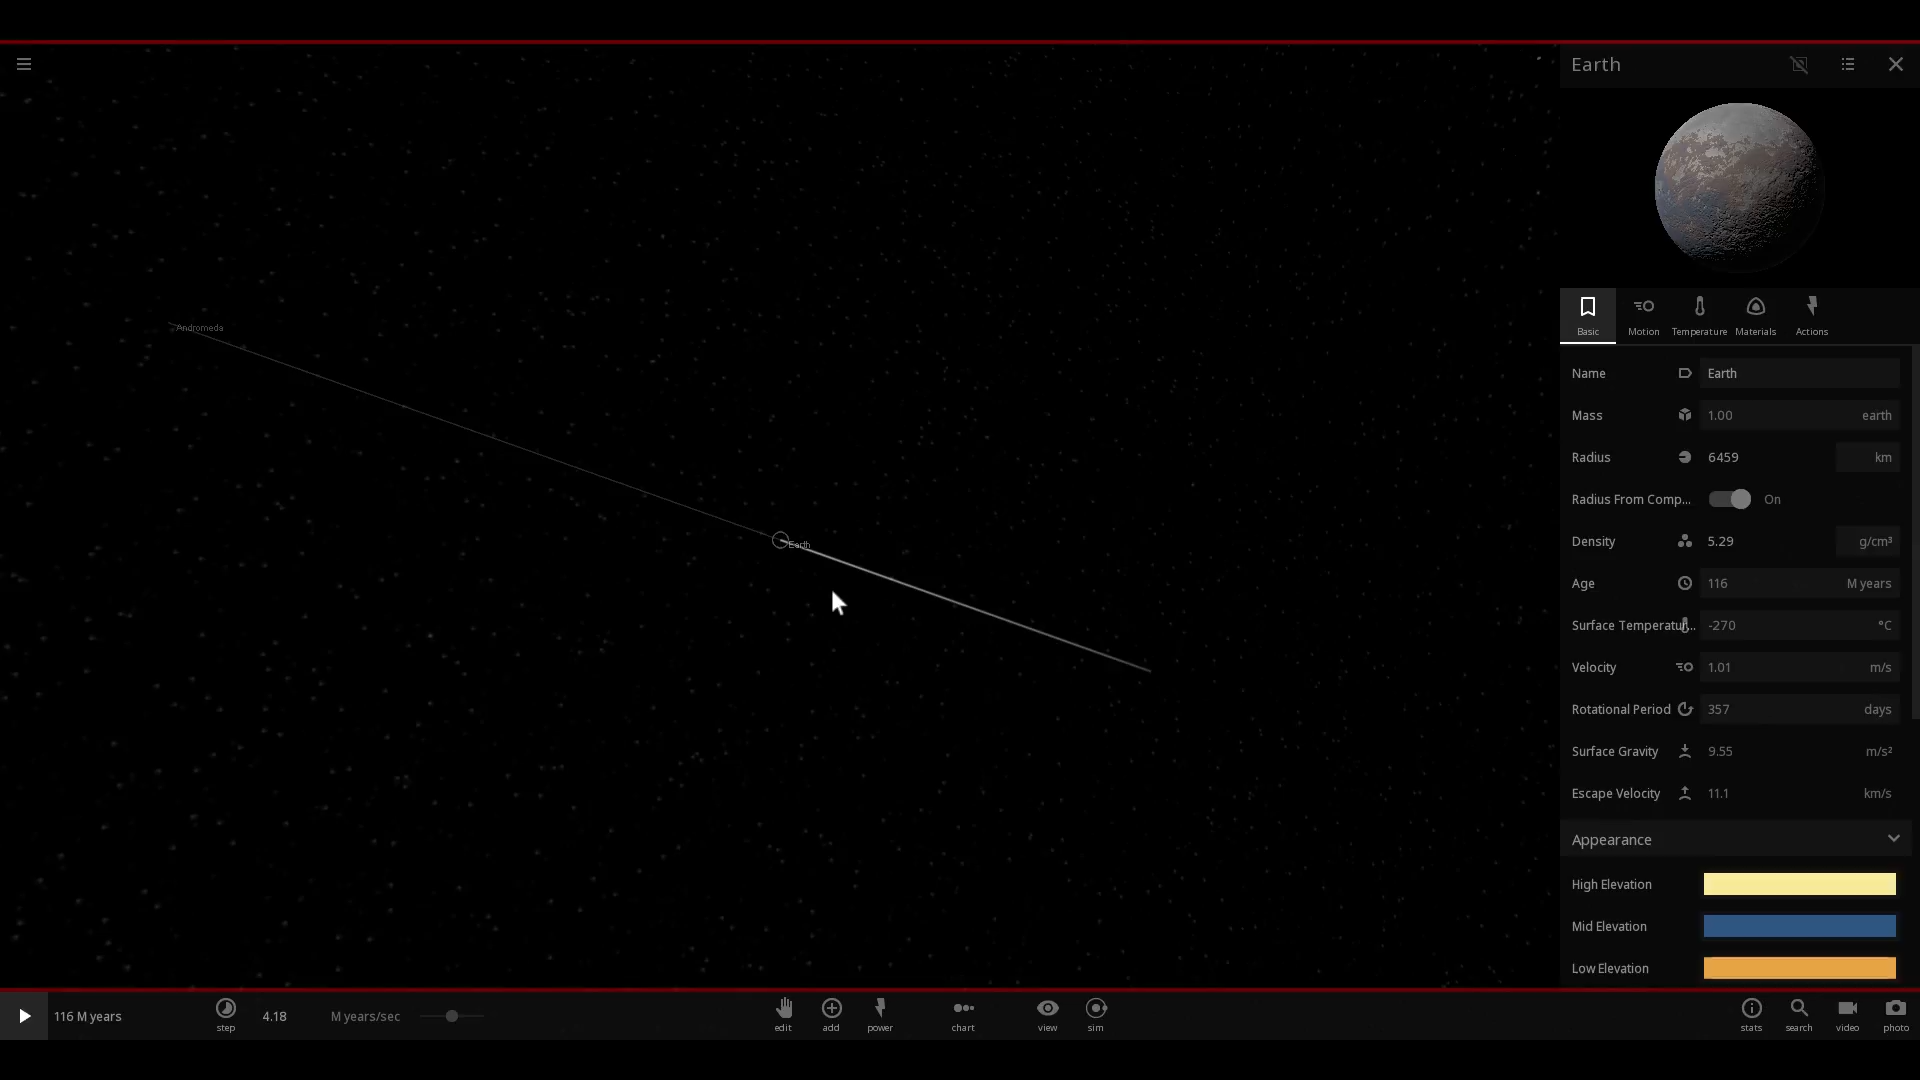 Earth
Andromeda
Earth
Basic
Motion
Temperature
Materials
Actions
Name Earth
Mass 1.00 earth
Radius 6459 km
Radius From Comp... On
Density 5.29 g/cm³
Age 116 M years
Surface Temperatur... -270 °C
Velocity 1.01 m/s
Rotational Period 357 days
Surface Gravity 9.55 m/s²
Escape Velocity 11.1 km/s
Appearance
High Elevation
Mid Elevation
Low Elevation
116 M years
step
4.18 M years/sec
edit
add
power
chart
view
sim
stats
search
video
photo